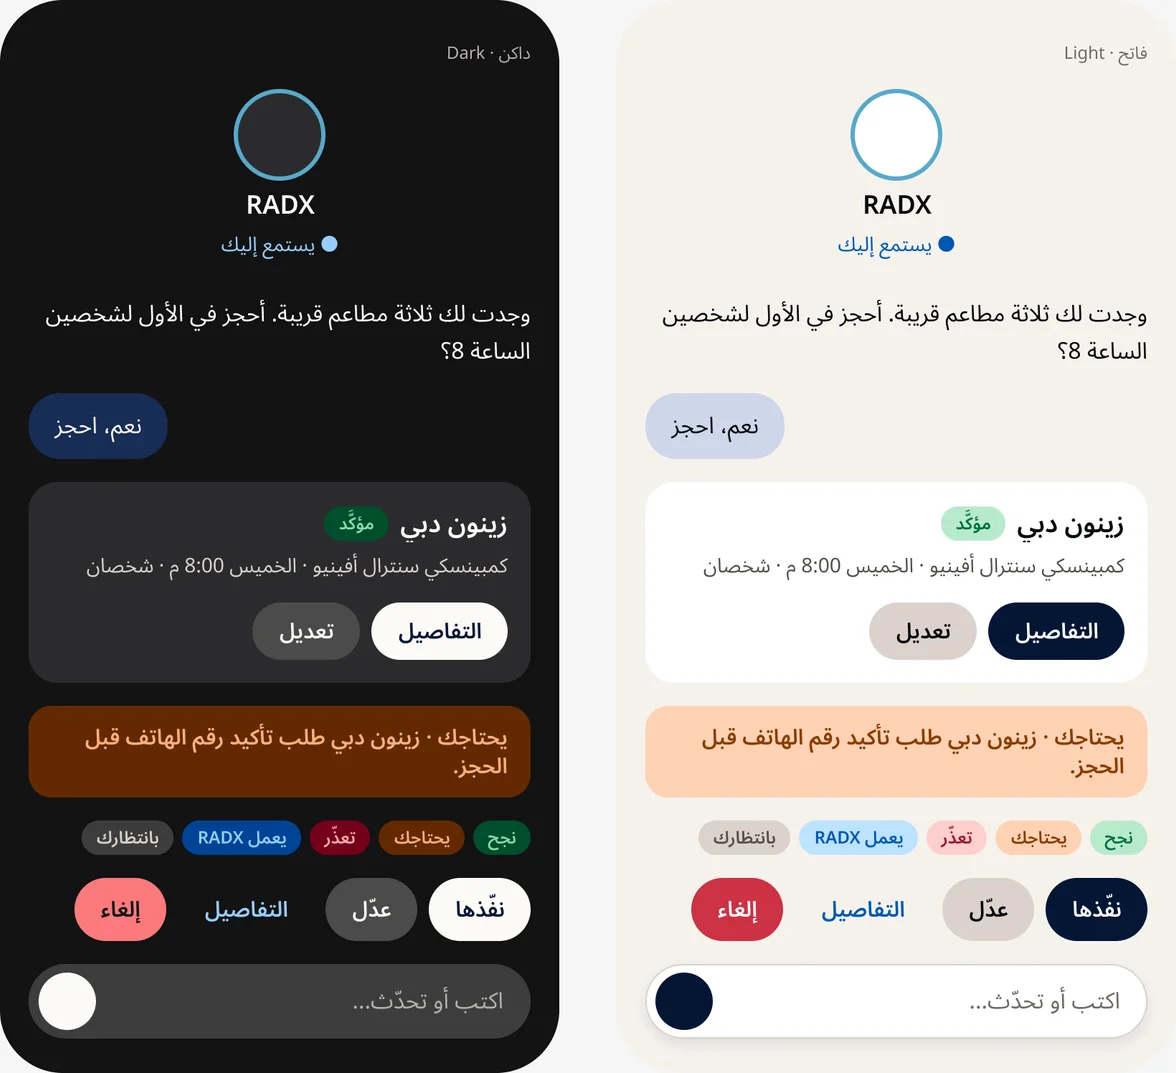 داكن · Dark
RADX
يستمع إليك
وجدت لك ثلاثة مطاعم قريبة. أحجز في الأول لشخصين
الساعة 8؟
نعم، احجز
زيتون دبي مؤكَّد
كمبينسكي سنترال أفينيو · الخميس 8:00 م · شخصان
التفاصيل تعديل
يحتاجك · زيتون دبي طلب تأكيد رقم الهاتف قبل
الحجز.
نجح يحتاجك تعذّر يعمل RADX بانتظارك
نفّذها عدّل التفاصيل إلغاء
اكتب أو تحدّث...
فاتح · Light
RADX
يستمع إليك
وجدت لك ثلاثة مطاعم قريبة. أحجز في الأول لشخصين
الساعة 8؟
نعم، احجز
زيتون دبي مؤكَّد
كمبينسكي سنترال أفينيو · الخميس 8:00 م · شخصان
التفاصيل تعديل
يحتاجك · زيتون دبي طلب تأكيد رقم الهاتف قبل
الحجز.
نجح يحتاجك تعذّر يعمل RADX بانتظارك
نفّذها عدّل التفاصيل إلغاء
اكتب أو تحدّث...